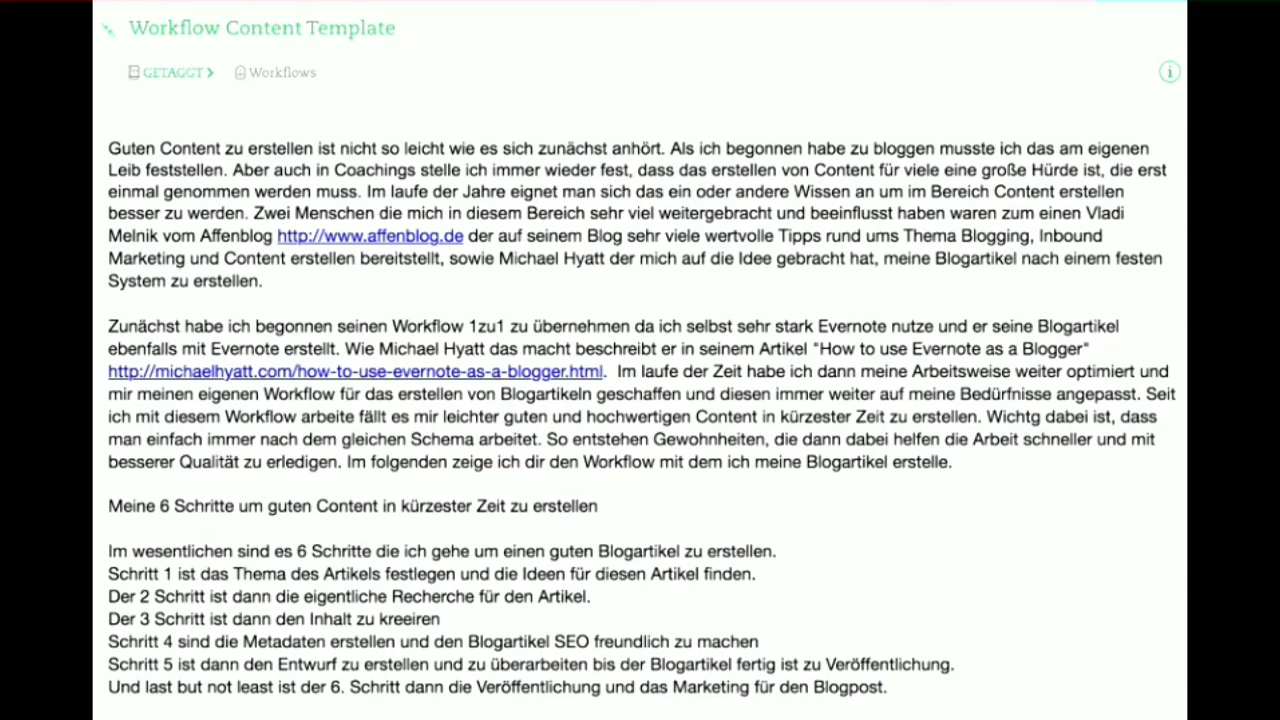 Workflow Content Template
GETAGGT Workflows
Guten Content zu erstellen ist nicht so leicht wie es sich zunächst anhört. Als ich begonnen habe zu bloggen musste ich das am eigenen
Leib feststellen. Aber auch in Coachings stelle ich immer wieder fest, dass das erstellen von Content für viele eine große Hürde ist, die erst
einmal genommen werden muss. Im laufe der Jahre eignet man sich das ein oder andere Wissen an um im Bereich Content erstellen
besser zu werden. Zwei Menschen die mich in diesem Bereich sehr viel weitergebracht und beeinflusst haben waren zum einen Vladi
Melnik vom Affenblog http://www.affenblog.de der auf seinem Blog sehr viele wertvolle Tipps rund ums Thema Blogging, Inbound
Marketing und Content erstellen bereitstellt, sowie Michael Hyatt der mich auf die Idee gebracht hat, meine Blogartikel nach einem festen
System zu erstellen.
Zunächst habe ich begonnen seinen Workflow 1zu1 zu übernehmen da ich selbst sehr stark Evernote nutze und er seine Blogartikel
ebenfalls mit Evernote erstellt. Wie Michael Hyatt das macht beschreibt er in seinem Artikel "How to use Evernote as a Blogger"
http://michaelhyatt.com/how-to-use-evernote-as-a-blogger.html. Im laufe der Zeit habe ich dann meine Arbeitsweise weiter optimiert und
mir meinen eigenen Workflow für das erstellen von Blogartikeln geschaffen und diesen immer weiter auf meine Bedürfnisse angepasst. Seit
ich mit diesem Workflow arbeite fällt es mir leichter guten und hochwertigen Content in kürzester Zeit zu erstellen. Wichtg dabei ist, dass
man einfach immer nach dem gleichen Schema arbeitet. So entstehen Gewohnheiten, die dann dabei helfen die Arbeit schneller und mit
besserer Qualität zu erledigen. Im folgenden zeige ich dir den Workflow mit dem ich meine Blogartikel erstelle.
Meine 6 Schritte um guten Content in kürzester Zeit zu erstellen
Im wesentlichen sind es 6 Schritte die ich gehe um einen guten Blogartikel zu erstellen.
Schritt 1 ist das Thema des Artikels festlegen und die Ideen für diesen Artikel finden.
Der 2 Schritt ist dann die eigentliche Recherche für den Artikel.
Der 3 Schritt ist dann den Inhalt zu kreeiren
Schritt 4 sind die Metadaten erstellen und den Blogartikel SEO freundlich zu machen
Schritt 5 ist dann den Entwurf zu erstellen und zu überarbeiten bis der Blogartikel fertig ist zu Veröffentlichung.
Und last but not least ist der 6. Schritt dann die Veröffentlichung und das Marketing für den Blogpost.